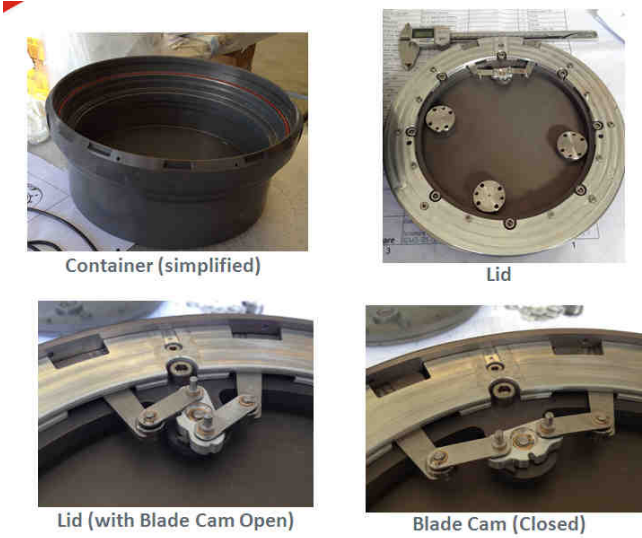 Container (simplified)
Lid
Lid (with Blade Cam Open)
Blade Cam (Closed)